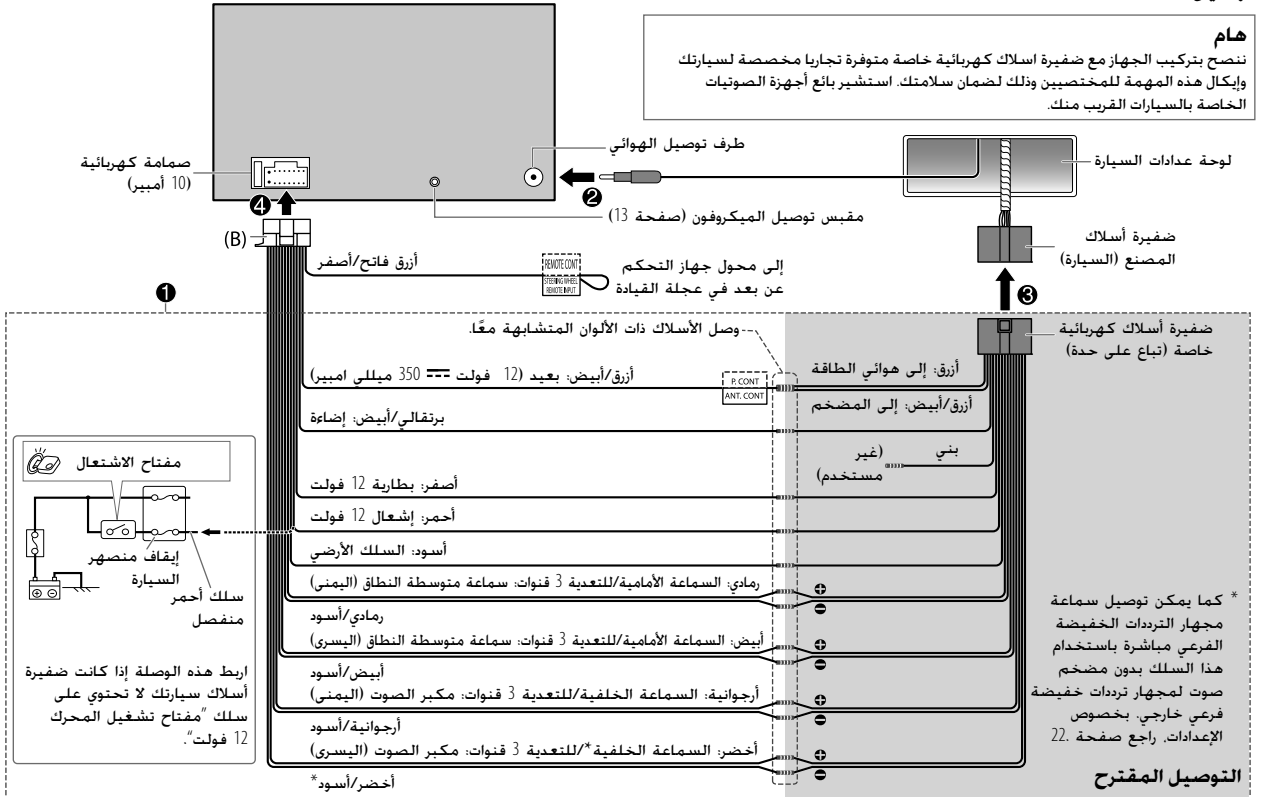 هام
ننصح بتركيب الجهاز مع ضفيرة اسلاك كهربائية خاصة متوفرة تجاريا مخصصة لسيارتك
وإيكال هذه المهمة للمختصيين وذلك لضمان سلامتك. استشير بائع أجهزة الصوتيات
الخاصة بالسيارات القريب منك.
طرف توصيل الهوائي
لوحة عدادات السيارة
صمامة كهربائية
(10 أمبير)
مقبس توصيل الميكروفون (صفحة 13)
❷
❹
(B)
ضفيرة أسلاك
المصنع (السيارة)
أزرق فاتح/أصفر
REMOTE CONT
STEERING WHEEL
REMOTE INPUT
إلى محول جهاز التحكم
عن بعد في عجلة القيادة
❸
❶
وصل الأسلاك ذات الألوان المتشابهة معًا.
ضفيرة أسلاك كهربائية
خاصة (تباع على حدة)
أزرق: إلى هوائي الطاقة
أزرق/أبيض: بعيد (12 فولت ⎓ 350 ميللي امبير)
P. CONT
ANT. CONT
أزرق/أبيض: إلى المضخم
برتقالي/أبيض: إضاءة
بني
(غير
مستخدم)
مفتاح الاشتعال
أصفر: بطارية 12 فولت
أحمر: إشعال 12 فولت
إيقاف منصهر
السيارة
أسود: السلك الأرضي
سلك أحمر
منفصل
رمادي: السماعة الأمامية/للتعدية 3 قنوات: سماعة متوسطة النطاق (اليمنى)
رمادي/أسود
أبيض: السماعة الأمامية/للتعدية 3 قنوات: سماعة متوسطة النطاق (اليسرى)
أبيض/أسود
أرجوانية: السماعة الخلفية/للتعدية 3 قنوات: مكبر الصوت (اليمنى)
أرجوانية/أسود
أخضر: السماعة الخلفية*/للتعدية 3 قنوات: مكبر الصوت (اليسرى)
أخضر/أسود*
اربط هذه الوصلة إذا كانت ضفيرة
أسلاك سيارتك لا تحتوي على
سلك "مفتاح تشغيل المحرك
12 فولت".
* كما يمكن توصيل سماعة
مجهار الترددات الخفيضة
الفرعي مباشرة باستخدام
هذا السلك بدون مضخم
صوت لمجهار ترددات خفيضة
فرعي خارجي. بخصوص
الإعدادات, راجع صفحة 22.
التوصيل المقترح